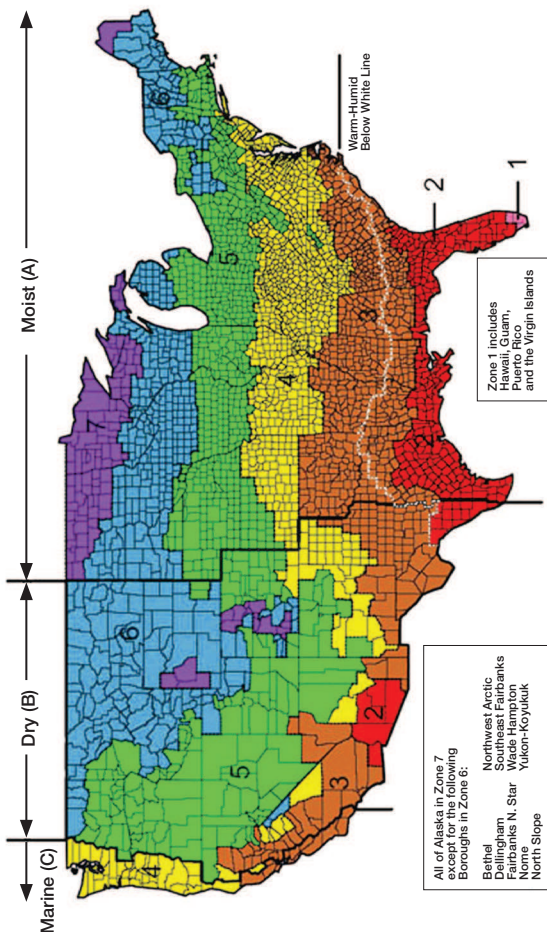 Marine (C)
Dry (B)
Moist (A)
7
6
6
6
5
5
4
4
3
3
2
2
2
1
Warm-Humid
Below White Line
All of Alaska in Zone 7
except for the following
Boroughs in Zone 6:
Bethel
Dellingham
Fairbanks N. Star
Nome
North Slope
Northwest Arctic
Southeast Fairbanks
Wade Hampton
Yukon-Koyukuk
Zone 1 includes
Hawaii, Guam,
Puerto Rico
and the Virgin Islands